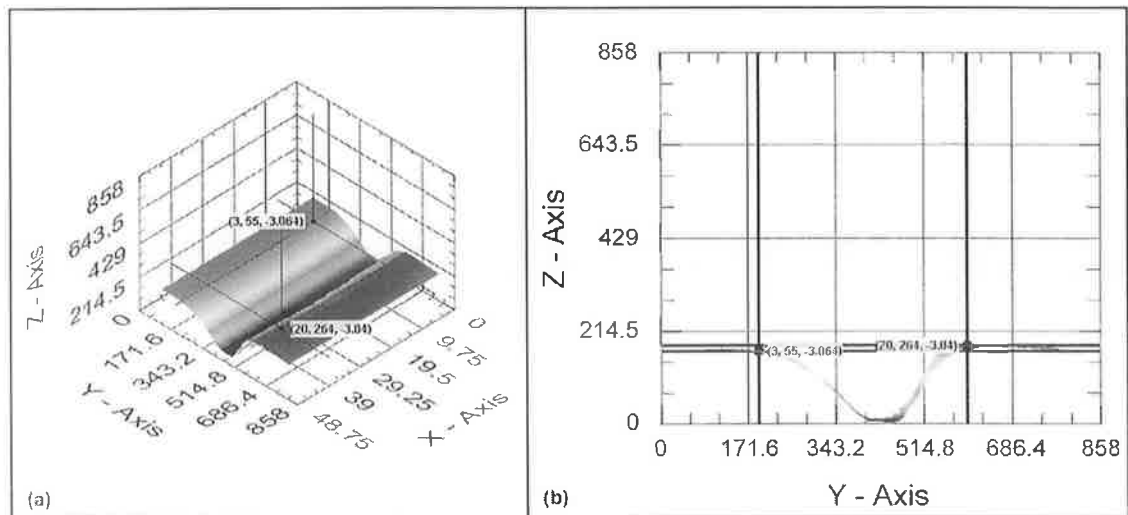 858
643.5
429
214.5
0
Z - Axis
(3, 55, -3.064)
(20, 264, -3.04)
171.6
343.2
514.8
686.4
858
Y - Axis
0
9.75
19.5
29.25
39
48.75
X - Axis
(a)
858
643.5
429
214.5
0
Z - Axis
(3, 55, -3.064)
(20, 264, -3.04)
0
171.6
343.2
514.8
686.4
858
Y - Axis
(b)